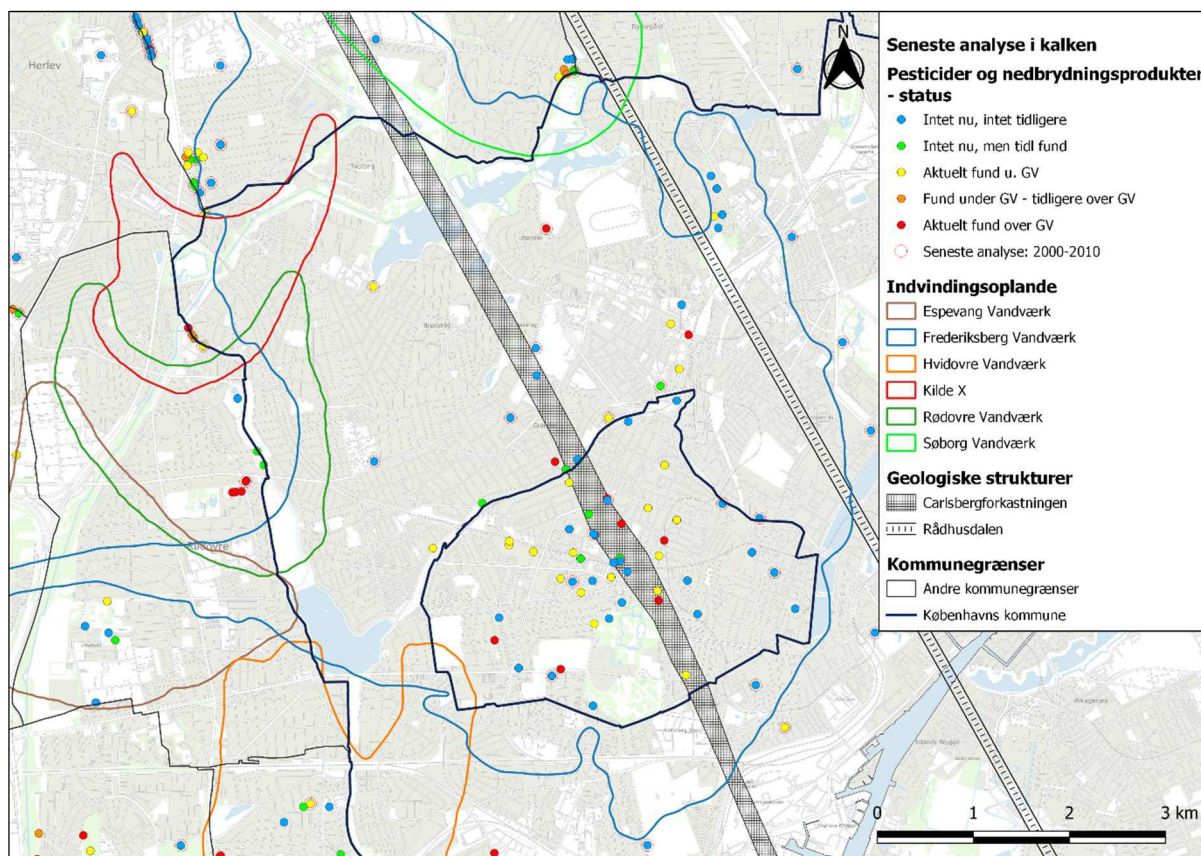 Herlev
N
Rødovre
Seneste analyse i kalken
Pesticider og nedbrydningsprodukter
- status
Intet nu, intet tidligere
Intet nu, men tidl fund
Aktuelt fund u. GV
Fund under GV - tidligere over GV
Aktuelt fund over GV
Seneste analyse: 2000-2010
Indvindingsoplande
Espevang Vandværk
Frederiksberg Vandværk
Hvidovre Vandværk
Kilde X
Rødovre Vandværk
Søborg Vandværk
Geologiske strukturer
Carlsbergforkastningen
Rådhusdalen
Kommunegrænser
Andre kommunegrænser
Københavns kommune
Islands Brygge
0 1 2 3 km